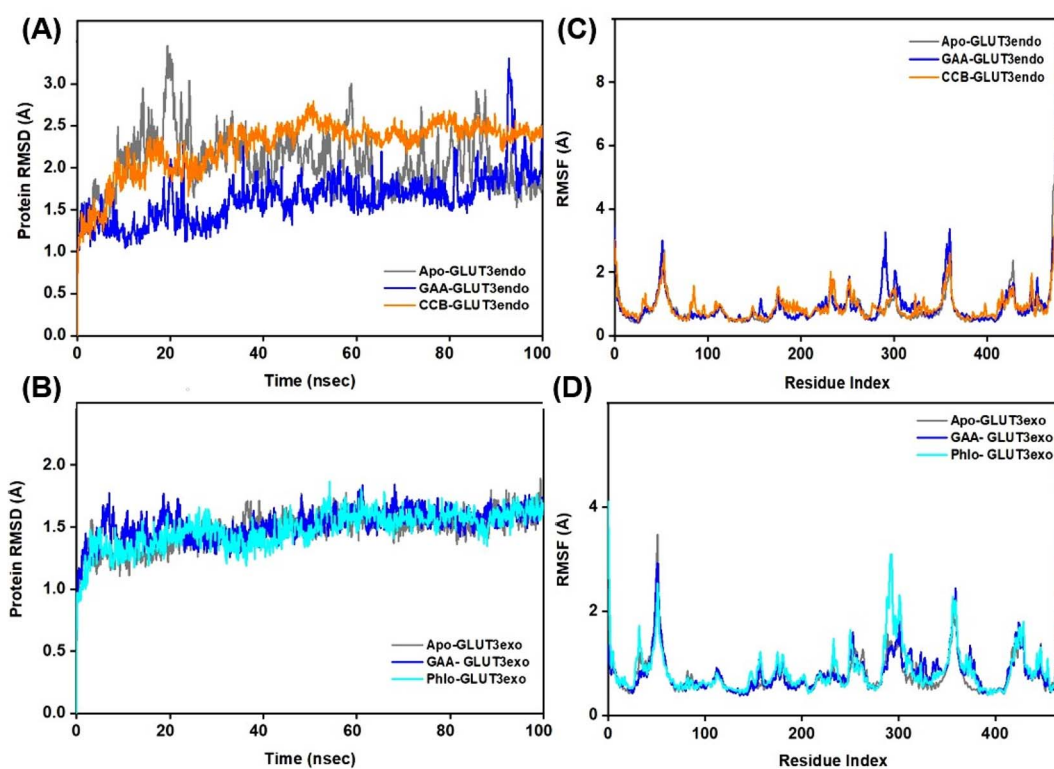 (A)
3.0
2.5
2.0
1.5
1.0
0.5
0.0
Protein RMSD (Å)
Apo-GLUT3endo
GAA-GLUT3endo
CCB-GLUT3endo
0 20 40 60 80 100
Time (nsec)
(C)
8
6
4
2
0
RMSF (Å)
Apo-GLUT3endo
GAA-GLUT3endo
CCB-GLUT3endo
0 100 200 300 400
Residue Index
(B)
2.0
1.5
1.0
0.5
0.0
Protein RMSD (Å)
Apo-GLUT3exo
GAA- GLUT3exo
Phlo-GLUT3exo
0 20 40 60 80 100
Time (nsec)
(D)
4
2
0
RMSF (Å)
Apo-GLUT3exo
GAA- GLUT3exo
Phlo- GLUT3exo
0 100 200 300 400
Residue Index